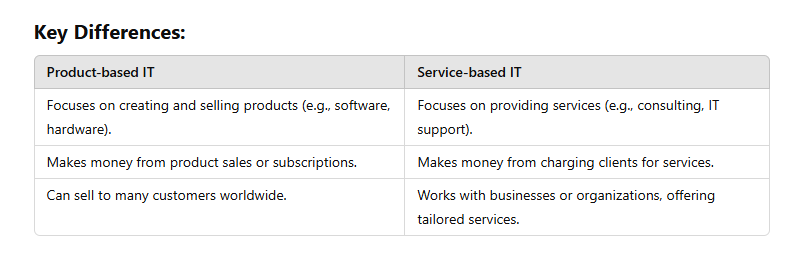 Key Differences:
Product-based IT
Service-based IT
Focuses on creating and selling products (e.g., software,
hardware).
Focuses on providing services (e.g., consulting, IT
support).
Makes money from product sales or subscriptions.
Makes money from charging clients for services.
Can sell to many customers worldwide.
Works with businesses or organizations, offering
tailored services.